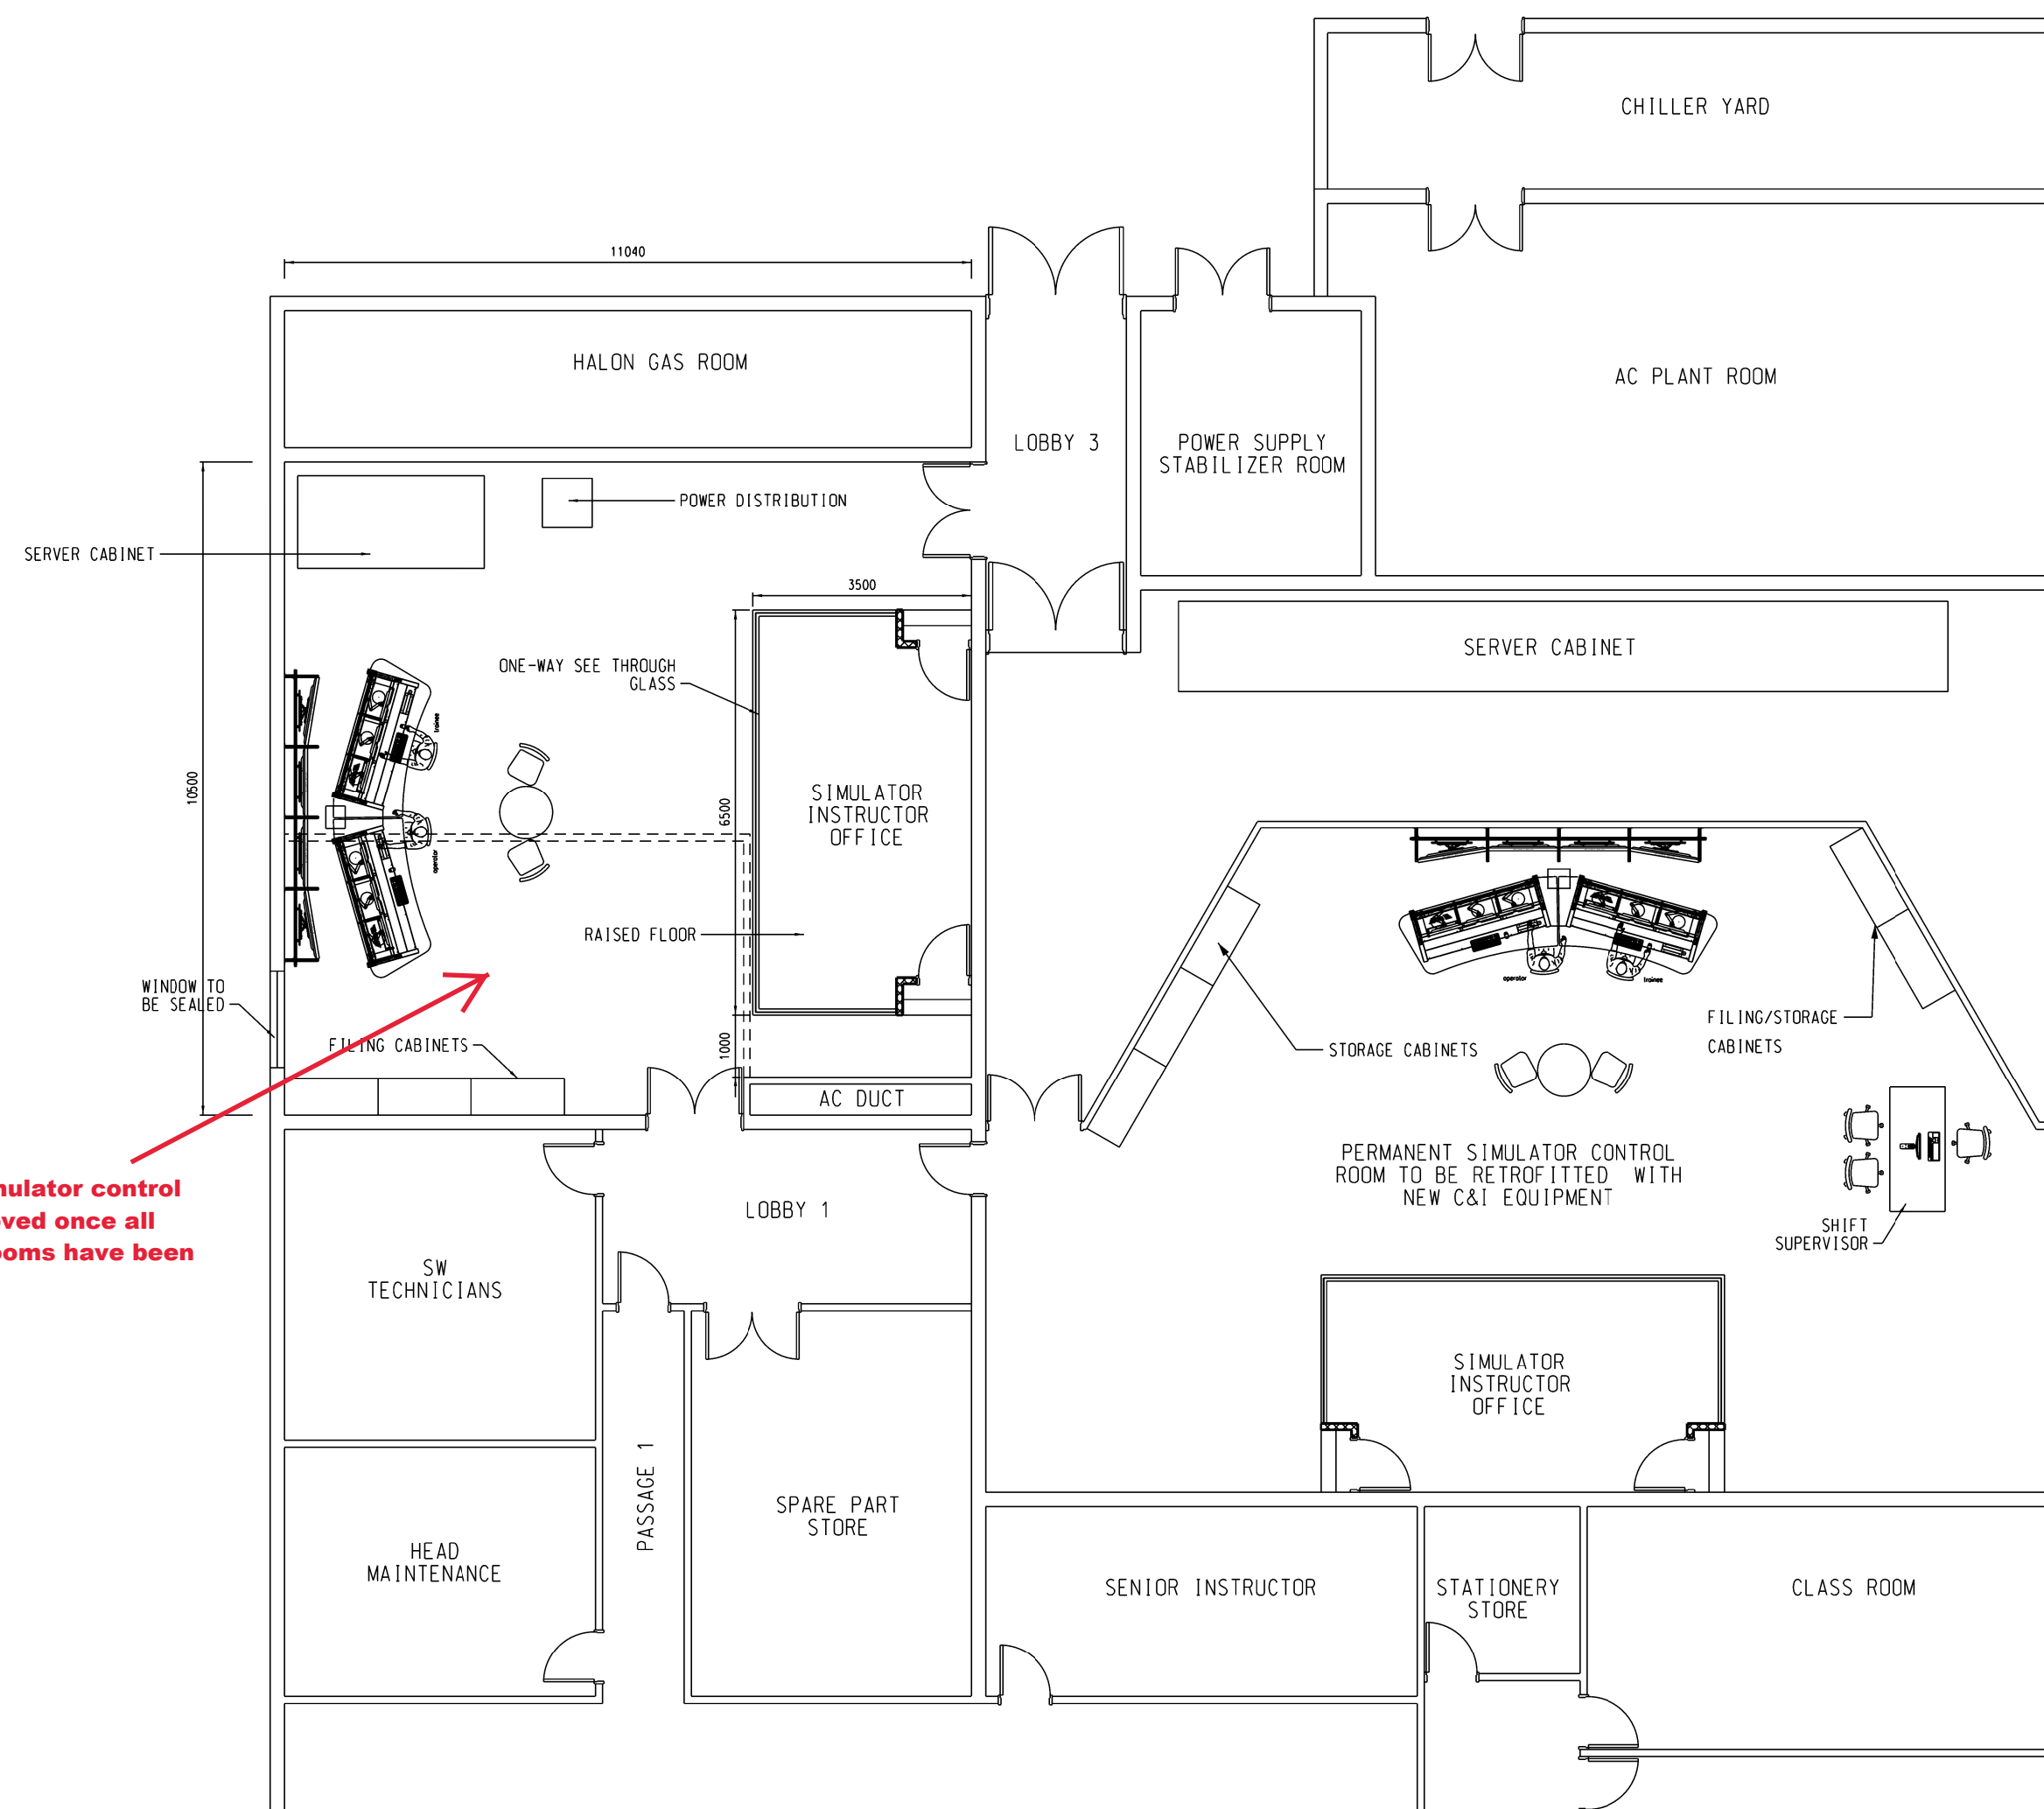 CHILLER YARD
11040
HALON GAS ROOM
AC PLANT ROOM
LOBBY 3
POWER SUPPLY
STABILIZER ROOM
POWER DISTRIBUTION
SERVER CABINET
3500
SERVER CABINET
ONE-WAY SEE THROUGH
GLASS
trainee
10500
6500
SIMULATOR
INSTRUCTOR
OFFICE
operator
RAISED FLOOR
operator
trainee
WINDOW TO
BE SEALED
FILING/STORAGE
CABINETS
FILING CABINETS
1000
STORAGE CABINETS
AC DUCT
PERMANENT SIMULATOR CONTROL
ROOM TO BE RETROFITTED WITH
NEW C&I EQUIPMENT
control
once all
have been
LOBBY 1
SHIFT
SUPERVISOR
SW
TECHNICIANS
SIMULATOR
INSTRUCTOR
OFFICE
PASSAGE 1
SPARE PART
STORE
HEAD
MAINTENANCE
SENIOR INSTRUCTOR
STATIONERY
STORE
CLASS ROOM